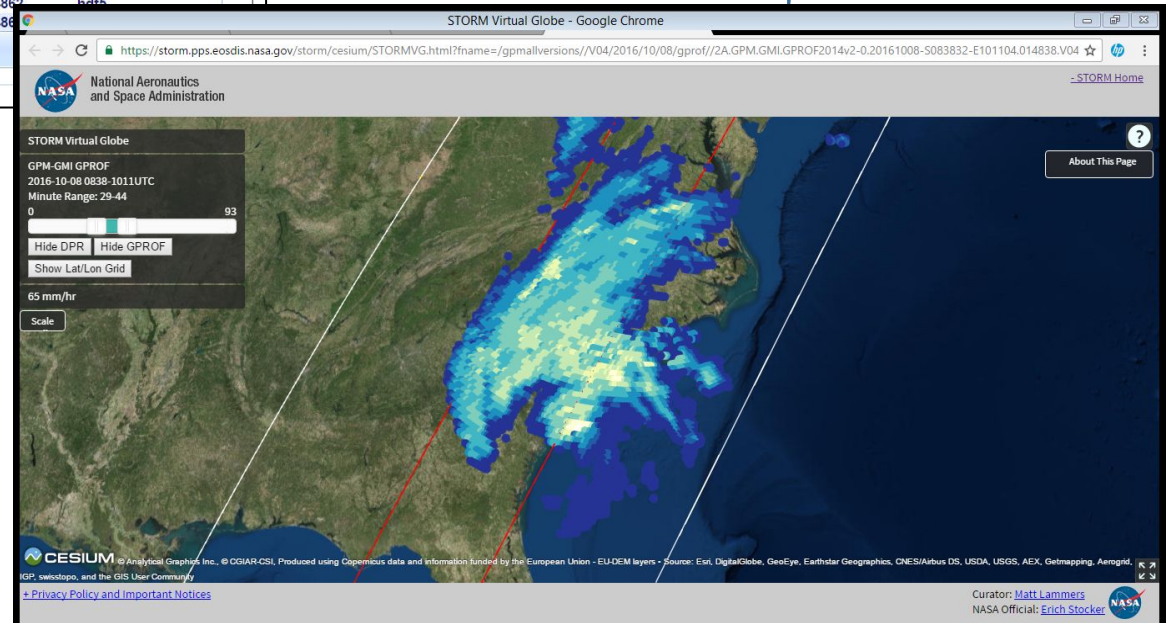 STORM Virtual Globe - Google Chrome
https://storm.pps.eosdis.nasa.gov/storm/cesium/STORMVG.html?fname=/gpmallversions//V04/2016/10/08/gprof//2A.GPM.GMI.GPROF2014v2-0.20161008-S083832-E101104.014838.V04
NASA
National Aeronautics
and Space Administration
- STORM Home
STORM Virtual Globe
GPM-GMI GPROF
2016-10-08 0838-1011UTC
Minute Range: 29-44
0 93
Hide DPR Hide GPROF
Show Lat/Lon Grid
65 mm/hr
Scale
?
About This Page
CESIUM © Analytical Graphics Inc., © CGIAR-CSI, Produced using Copernicus data and information funded by the European Union - EU-DEM layers - Source: Esri, DigitalGlobe, GeoEye, Earthstar Geographics, CNES/Airbus DS, USDA, USGS, AEX, Getmapping, Aerogrid,
IGP, swisstopo, and the GIS User Community
+ Privacy Policy and Important Notices
Curator: Matt Lammers
NASA Official: Erich Stocker
NASA